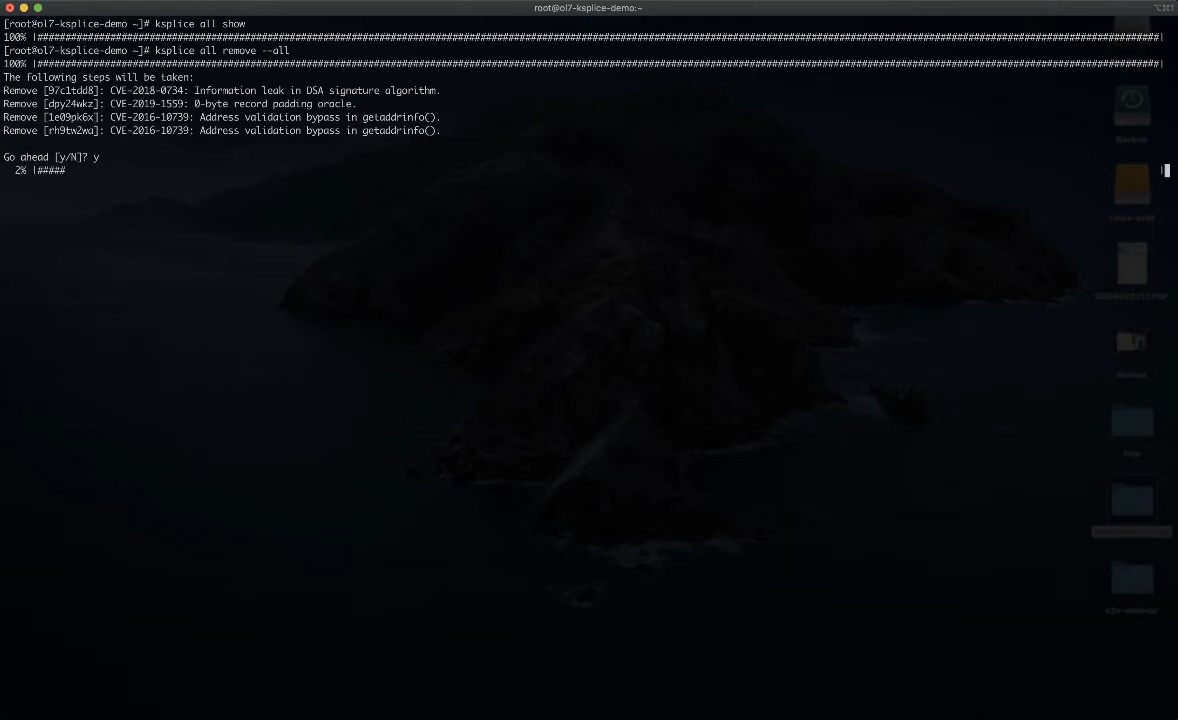 root@ol7-ksplice-demo:~
⌥⌘1
[root@ol7-ksplice-demo ~]# ksplice all show
100% |################################################################################################################################################################################################################|
[root@ol7-ksplice-demo ~]# ksplice all remove --all
100% |################################################################################################################################################################################################################|
The following steps will be taken:
Remove [97c1tdd8]: CVE-2018-0734: Information leak in DSA signature algorithm.
Remove [dpy24wkz]: CVE-2019-1559: 0-byte record padding oracle.
Remove [1e09pk6x]: CVE-2016-10739: Address validation bypass in getaddrinfo().
Remove [rh9tw2wa]: CVE-2016-10739: Address validation bypass in getaddrinfo().
Go ahead [y/N]? y
2% |##### |
Backup